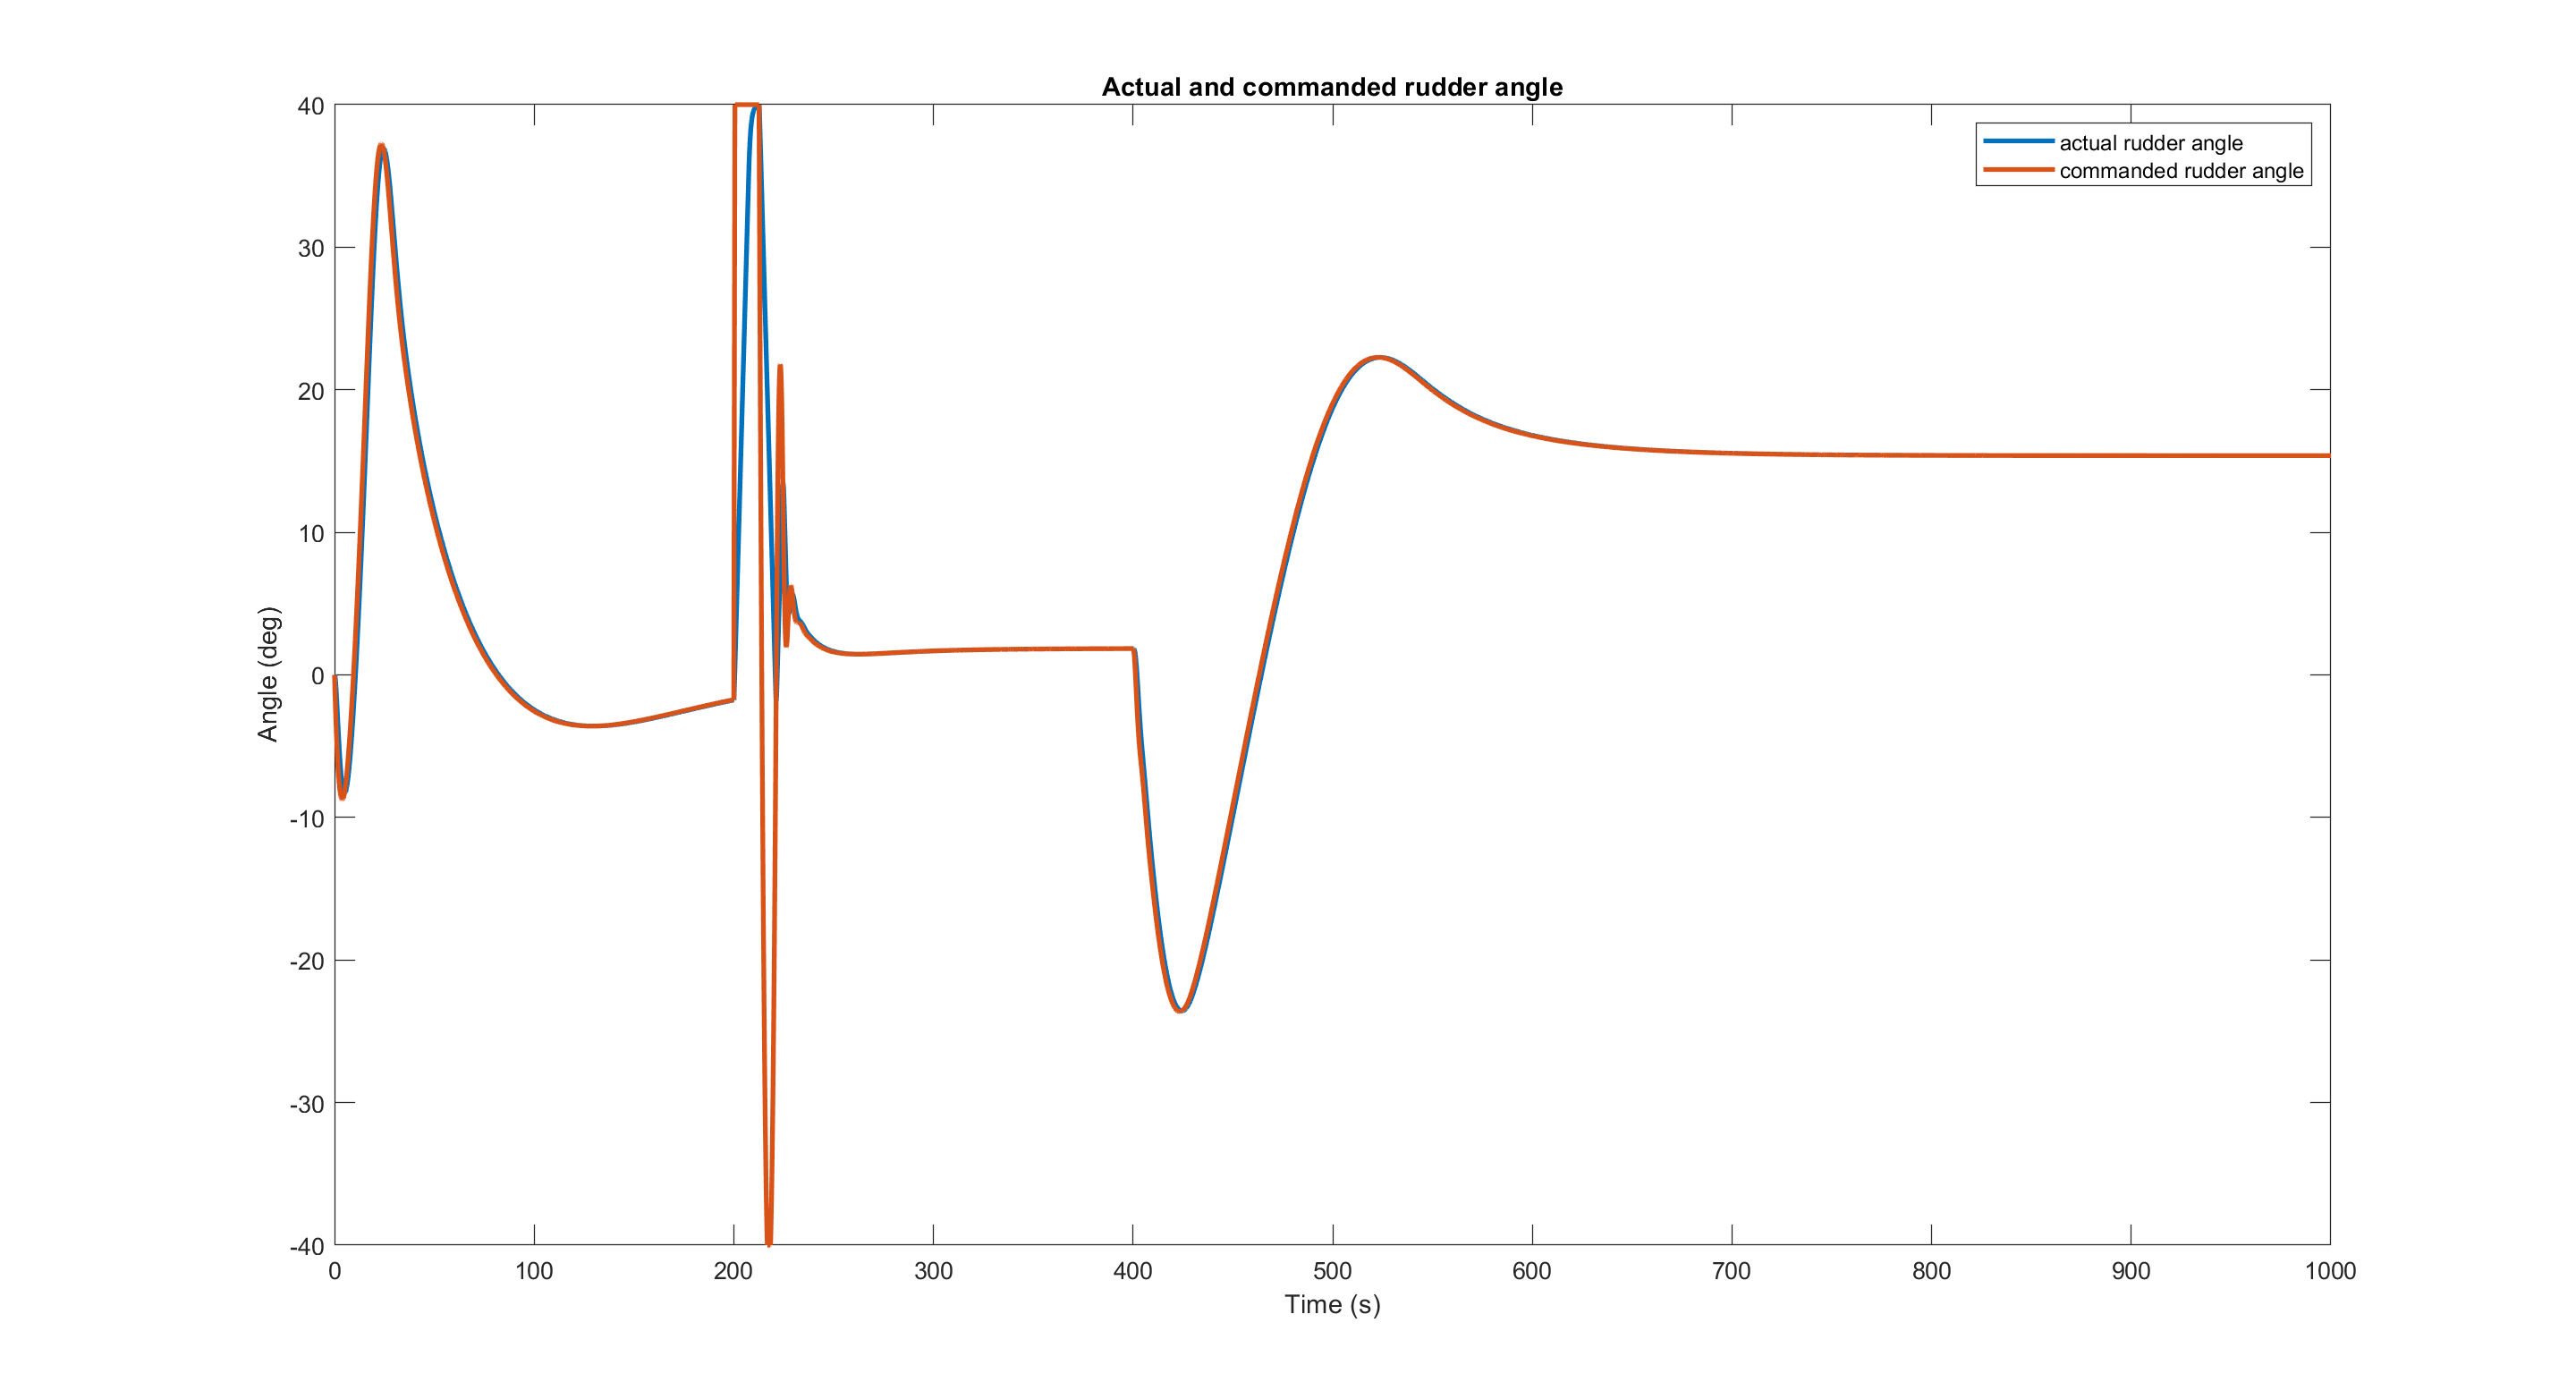 Actual and commanded rudder angle
actual rudder angle
commanded rudder angle
40
30
20
10
0
-10
-20
-30
-40
Angle (deg)
0 100 200 300 400 500 600 700 800 900 1000
Time (s)